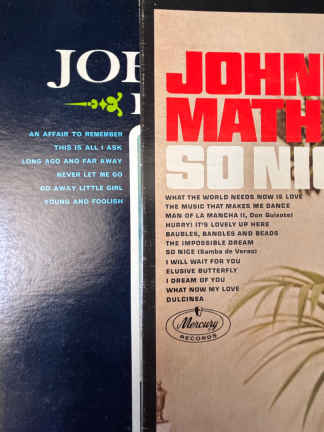 JOH
AN AFFAIR TO REMEMBER
THIS IS ALL I ASK
LONG AGO AND FAR AWAY
NEVER LET ME GO
GO AWAY LITTLE GIRL
YOUNG AND FOOLISH
JOHN
MATH
SO NIC
WHAT THE WORLD NEEDS NOW IS LOVE
THE MUSIC THAT MAKES ME DANCE
MAN OF LA MANCHA (I, Don Quixote)
HURRY! IT'S LOVELY UP HERE
BAUBLES, BANGLES AND BEADS
THE IMPOSSIBLE DREAM
SO NICE (Samba de Verao)
I WILL WAIT FOR YOU
ELUSIVE BUTTERFLY
I DREAM OF YOU
WHAT NOW MY LOVE
DULCINEA
Mercury
RECORDS